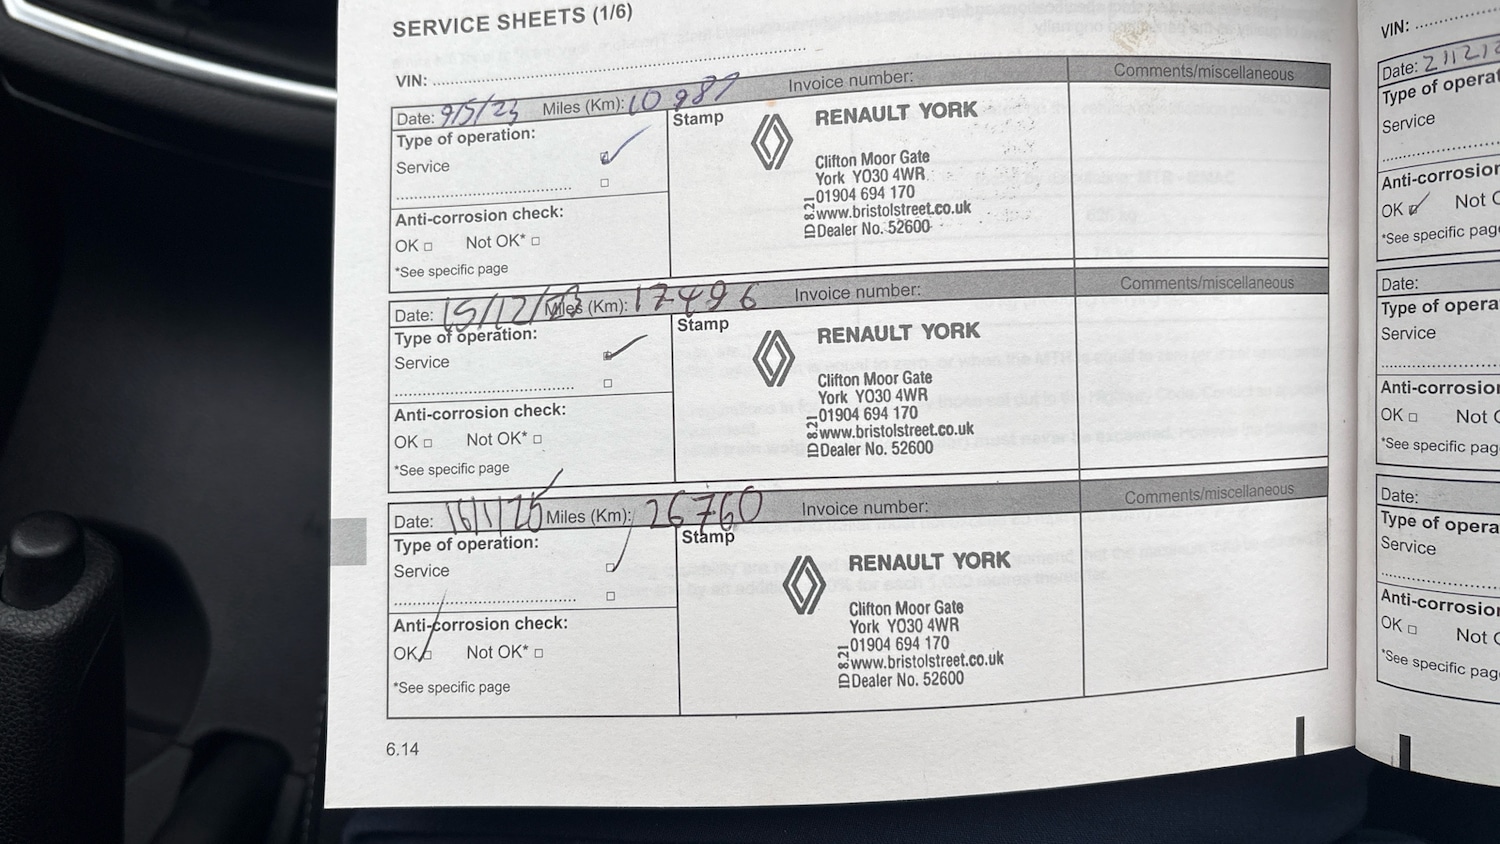 SERVICE SHEETS (1/6)
VIN:
Date: 9/5/23 Miles (Km): 10 987 Invoice number: Comments/miscellaneous
Type of operation:
Service
Anti-corrosion check:
OK □ Not OK* □
*See specific page
Stamp
RENAULT YORK
Clifton Moor Gate
York YO30 4WR
01904 694 170
www.bristolstreet.co.uk
Dealer No. 52600
ID 8.21
Date: 15/12/23 Miles (Km): 17496 Invoice number: Comments/miscellaneous
Type of operation:
Service
Anti-corrosion check:
OK □ Not OK* □
*See specific page
Stamp
RENAULT YORK
Clifton Moor Gate
York YO30 4WR
01904 694 170
www.bristolstreet.co.uk
Dealer No. 52600
ID 8.21
Date: 16/1/25 Miles (Km): 26760 Invoice number: Comments/miscellaneous
Type of operation:
Service
Anti-corrosion check:
OK □ Not OK* □
*See specific page
Stamp
RENAULT YORK
Clifton Moor Gate
York YO30 4WR
01904 694 170
www.bristolstreet.co.uk
Dealer No. 52600
ID 8.21
6.14
VIN:
Date:
Type of opera
Service
Anti-corrosion
OK Not
*See specific page
Date:
Type of opera
Service
Anti-corrosion
OK □ Not
*See specific pag
Date:
Type of opera
Service
Anti-corrosio
OK □ Not
*See specific pag